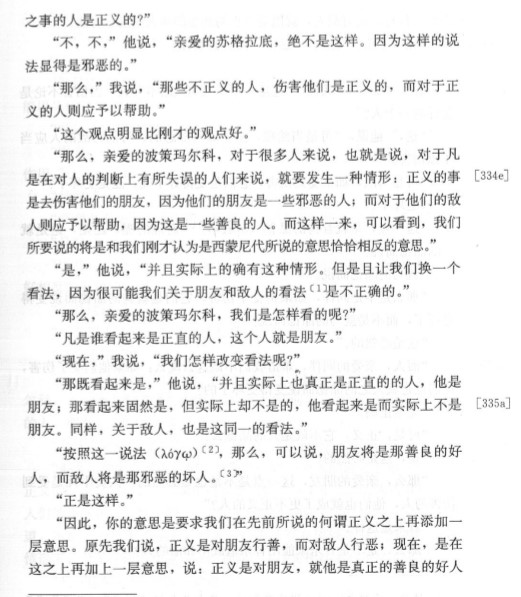 之事的人是正义的?”
“不,不,”他说,“亲爱的苏格拉底,绝不是这样。因为这样的说
法显得是邪恶的。”
“那么,”我说,“那些不正义的人,伤害他们是正义的,而对于正
义的人则应予以帮助。”
“这个观点明显比刚才的观点好。”
“那么,亲爱的波策玛尔科,对于很多人来说,也就是说,对于凡
是在对人的判断上有所失误的人们来说,就要发生一种情形:正义的事 [334e]
是去伤害他们的朋友,因为他们的朋友是一些邪恶的人;而对于他们的敌
人则应予以帮助,因为这是一些善良的人。而这样一来,可以看到,我们
所要说的将是和我们刚才认为是西蒙尼代所说的意思恰恰相反的意思。”
“是,”他说,“并且实际上的确有这种情形。但是且让我们换一个
看法,因为很可能我们关于朋友和敌人的看法〔1〕是不正确的。”
“那么,亲爱的波策玛尔科,我们是怎样看的呢?”
“凡是谁看起来是正直的人,这个人就是朋友。”
“现在,”我说,“我们怎样改变看法呢?”
“那既看起来是,”他说,“并且实际上也真正是正直的的人,他是
朋友;那看起来固然是,但实际上却不是的,他看起来是而实际上不是 [335a]
朋友。同样,关于敌人,也是这同一的看法。”
“按照这一说法(λόγῳ)〔2〕,那么,可以说,朋友将是那善良的好
人,而敌人将是那邪恶的坏人。〔3〕”
“正是这样。”
“因此,你的意思是要求我们在先前所说的何谓正义之上再添加一
层意思。原先我们说,正义是对朋友行善,而对敌人行恶;现在,是在
这之上再加上一层意思,说:正义是对朋友,就他是真正的善良的好人